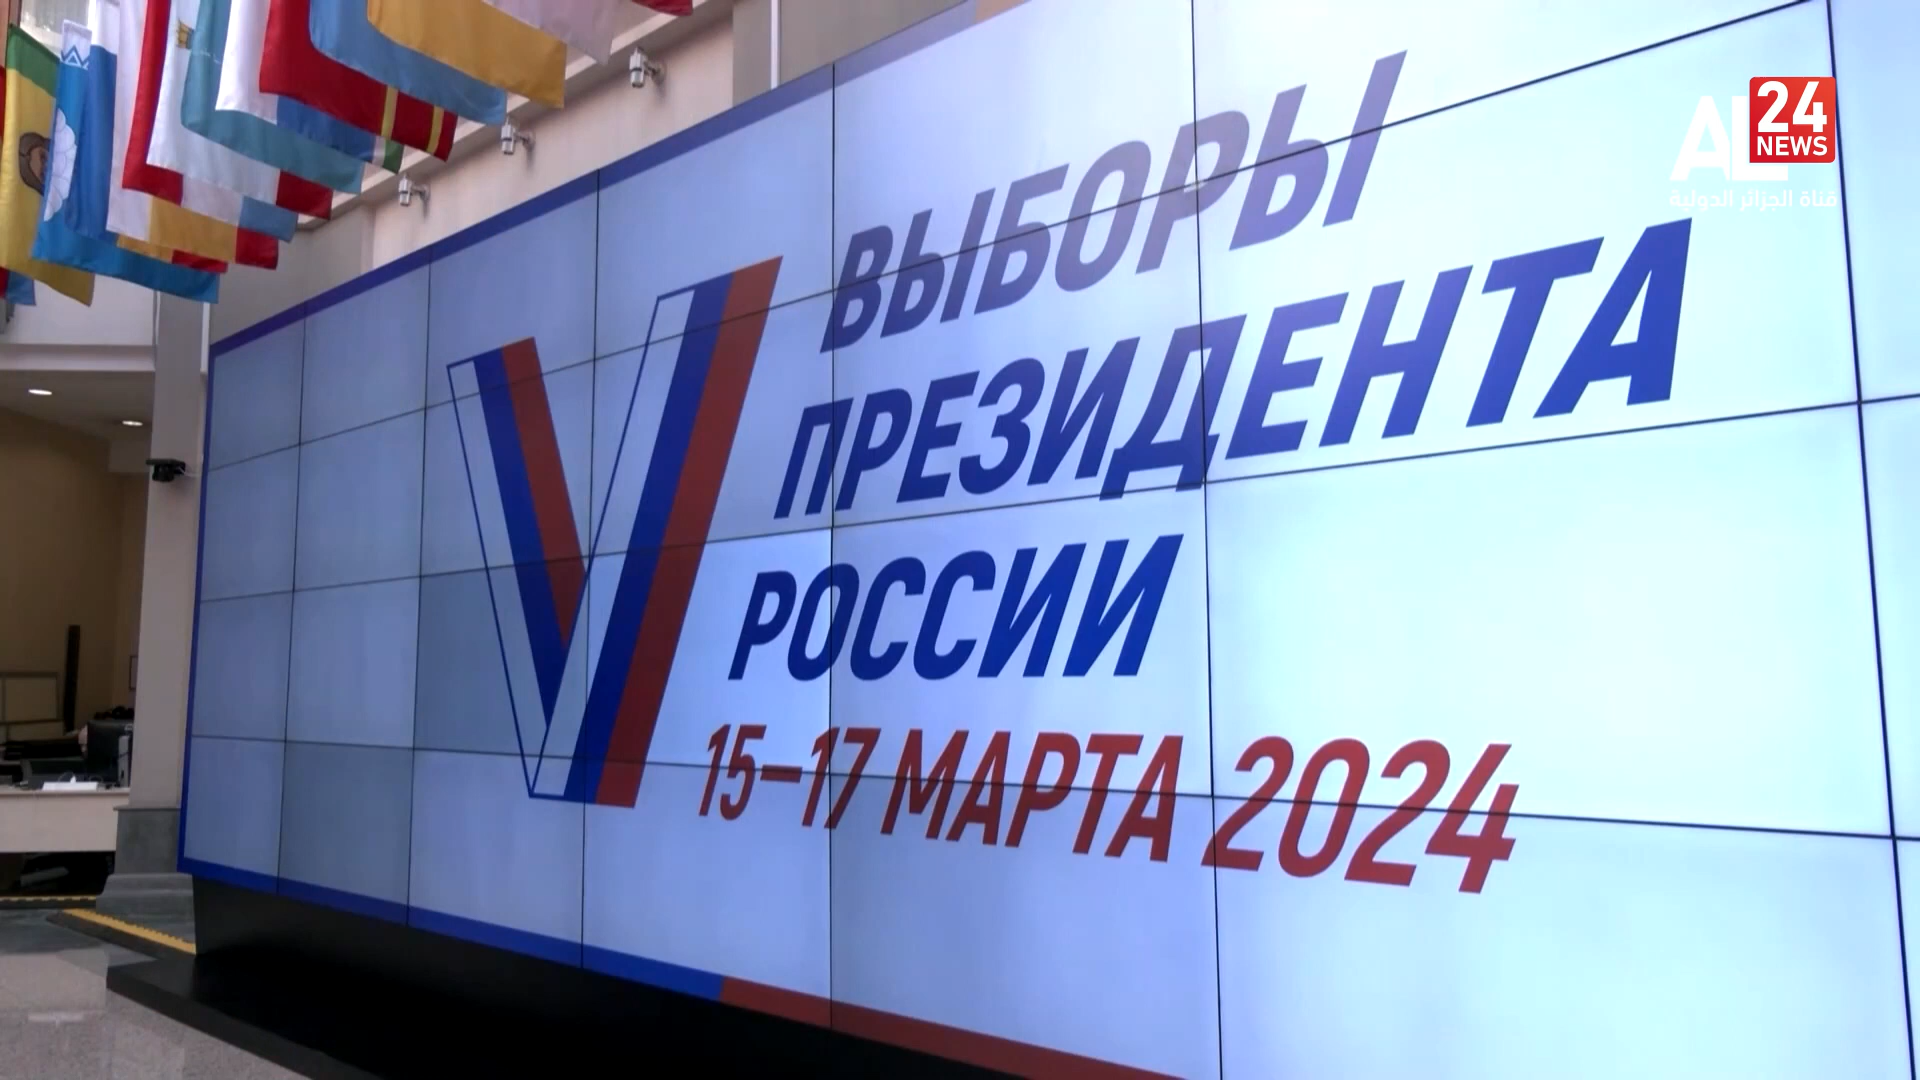 ВЫБОРЫ
ПРЕЗИДЕНТА
РОССИИ
15–17 МАРТА 2024
AL
24
NEWS
قناة الجزائر الدولية